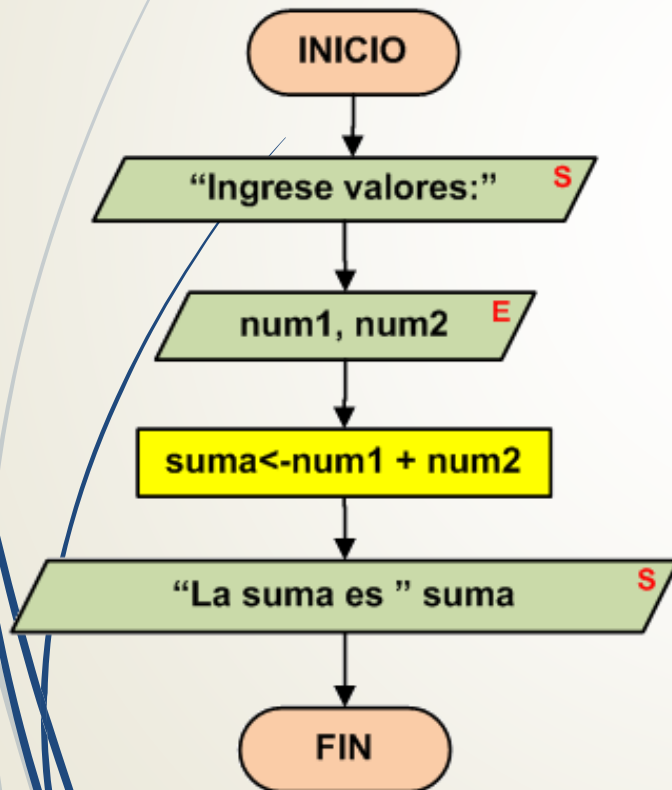 INICIO
“Ingrese valores:” S
num1, num2 E
suma<-num1 + num2
“La suma es ” suma S
FIN